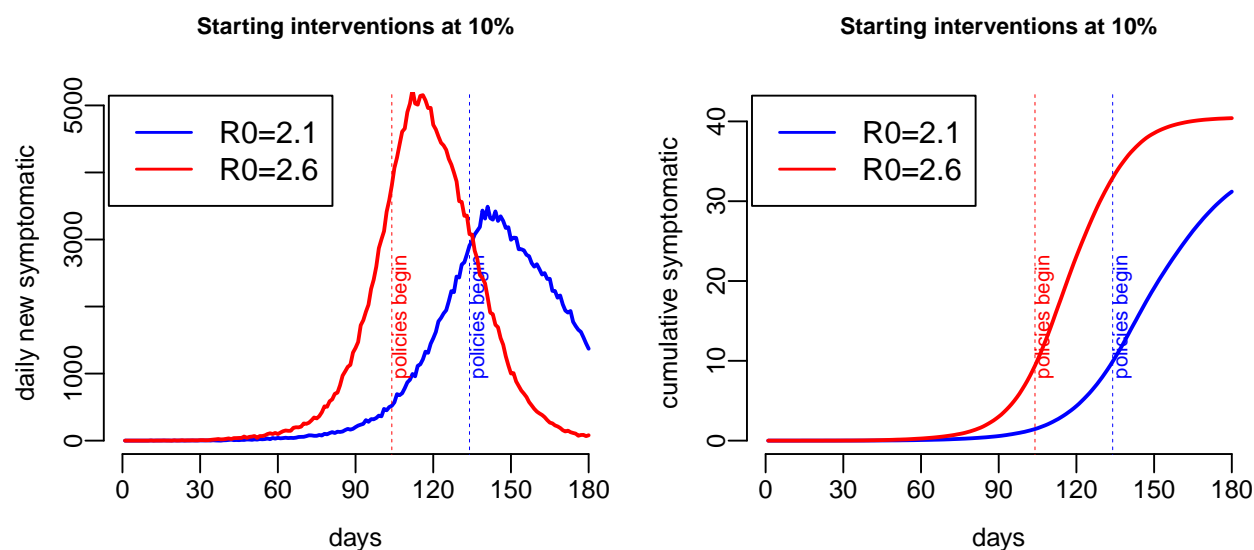 Starting interventions at 10%
R0=2.1
R0=2.6
daily new symptomatic
5000
3000
1000
0
policies begin
policies begin
0 30 60 90 120 150 180
days
Starting interventions at 10%
R0=2.1
R0=2.6
cumulative symptomatic
40
30
20
10
0
policies begin
policies begin
0 30 60 90 120 150 180
days